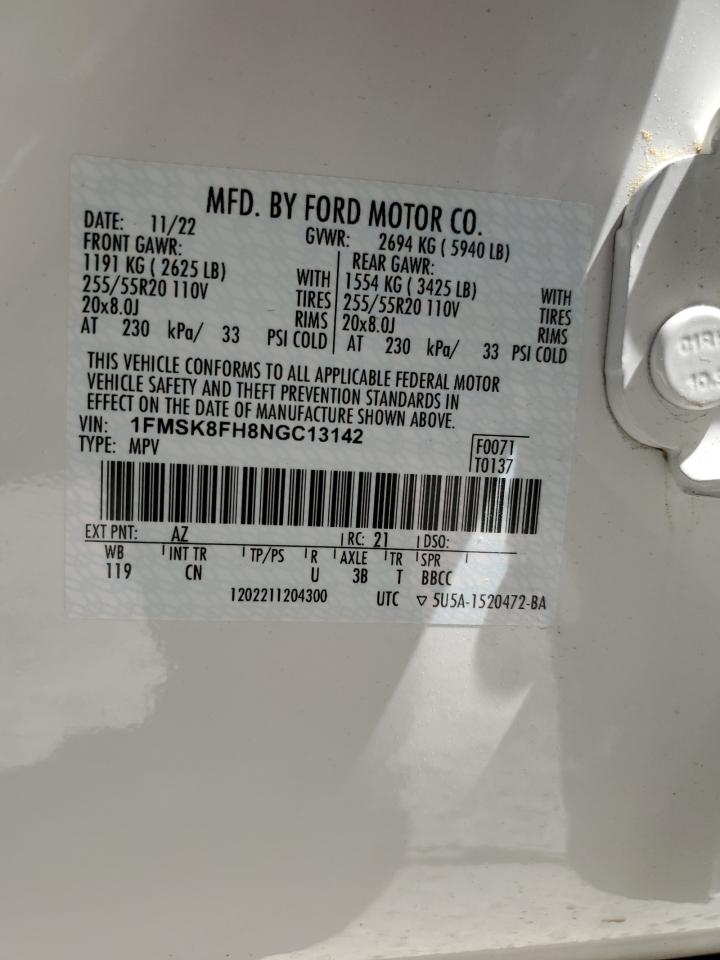 MFD. BY FORD MOTOR CO.
DATE: 11/22 GVWR: 2694 KG ( 5940 LB)
FRONT GAWR: REAR GAWR:
1191 KG ( 2625 LB) WITH 1554 KG ( 3425 LB) WITH
255/55R20 110V TIRES 255/55R20 110V TIRES
20x8.0J RIMS 20x8.0J RIMS
AT 230 kPa/ 33 PSI COLD AT 230 kPa/ 33 PSI COLD
THIS VEHICLE CONFORMS TO ALL APPLICABLE FEDERAL MOTOR
VEHICLE SAFETY AND THEFT PREVENTION STANDARDS IN
EFFECT ON THE DATE OF MANUFACTURE SHOWN ABOVE.
VIN: 1FMSK8FH8NGC13142
TYPE: MPV F0071
T0137
EXT PNT: AZ RC: 21 DSO:
WB INT TR TP/PS R AXLE TR SPR
119 CN U 3B T BBCC
1202211204300 UTC ▽ 5U5A-1520472-BA